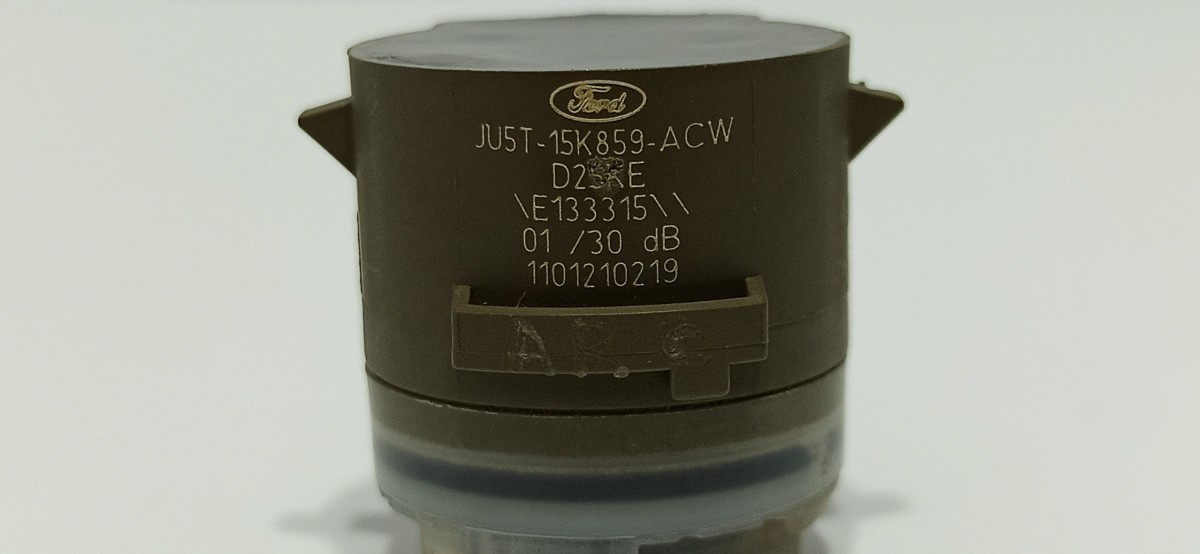 Ford
JU5T-15K859-ACW
\E133315\\
01 /30 dB
1101210219